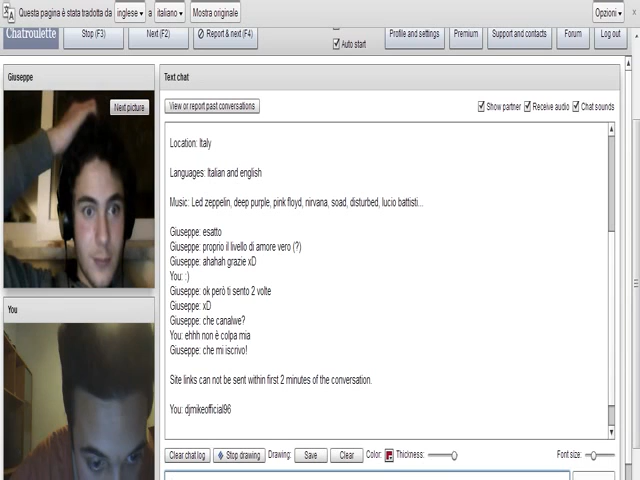 Questa pagina è stata tradotta da inglese a italiano Mostra originale Opzioni x
Chatroulette Stop (F3) Next (F2) Report & next (F4) Auto start Profile and settings Premium Support and contacts Forum Log out
Giuseppe
Next picture
Text chat
View or report past conversations Show partner Receive audio Chat sounds
Location: Italy
Languages: Italian and english
Music: Led zeppelin, deep purple, pink floyd, nirvana, soad, disturbed, lucio battisti...
Giuseppe: esatto
Giuseppe: proprio il livello di amore vero (?)
Giuseppe: ahahah grazie xD
You: :)
Giuseppe: ok però ti sento 2 volte
Giuseppe: xD
Giuseppe: che canalwe?
You: ehhh non è colpa mia
Giuseppe: che mi iscrivo!
Site links can not be sent within first 2 minutes of the conversation.
You: djmikeofficial96
You
Clear chat log Stop drawing Drawing: Save Clear Color: Thickness: Font size: